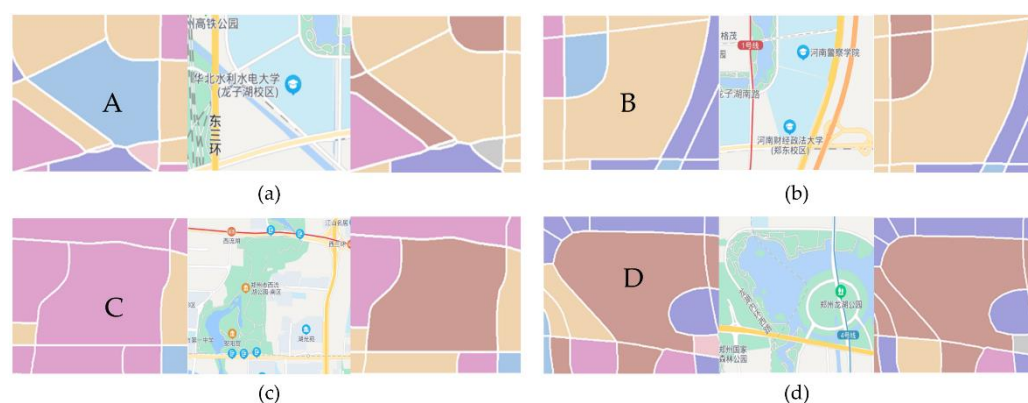 A
州高铁公园
华北水利水电大学
(龙子湖校区)
东三环
(a)
B
格茂
1号线
河南警察学院
龙子湖南路
河南财经政法大学
(郑东校区)
(b)
C
西流湖
郑州市西流
湖公园-南区
湖光苑
(c)
D
郑州龙湖公园
4号线
郑州国家
森林公园
(d)